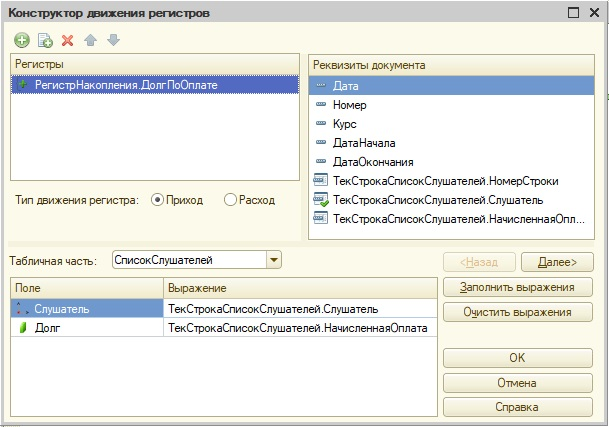 Конструктор движения регистров
Регистры
РегистрНакопления.ДолгПоОплате
Тип движения регистра:
Приход
Расход
Реквизиты документа
Дата
Номер
Курс
ДатаНачала
ДатаОкончания
ТекСтрокаСписокСлушателей.НомерСтроки
ТекСтрокаСписокСлушателей.Слушатель
ТекСтрокаСписокСлушателей.НачисленнаяОпл...
Табличная часть:
СписокСлушателей
<Назад
Далее>
Поле
Выражение
Слушатель
ТекСтрокаСписокСлушателей.Слушатель
Долг
ТекСтрокаСписокСлушателей.НачисленнаяОплата
Заполнить выражения
Очистить выражения
OK
Отмена
Справка